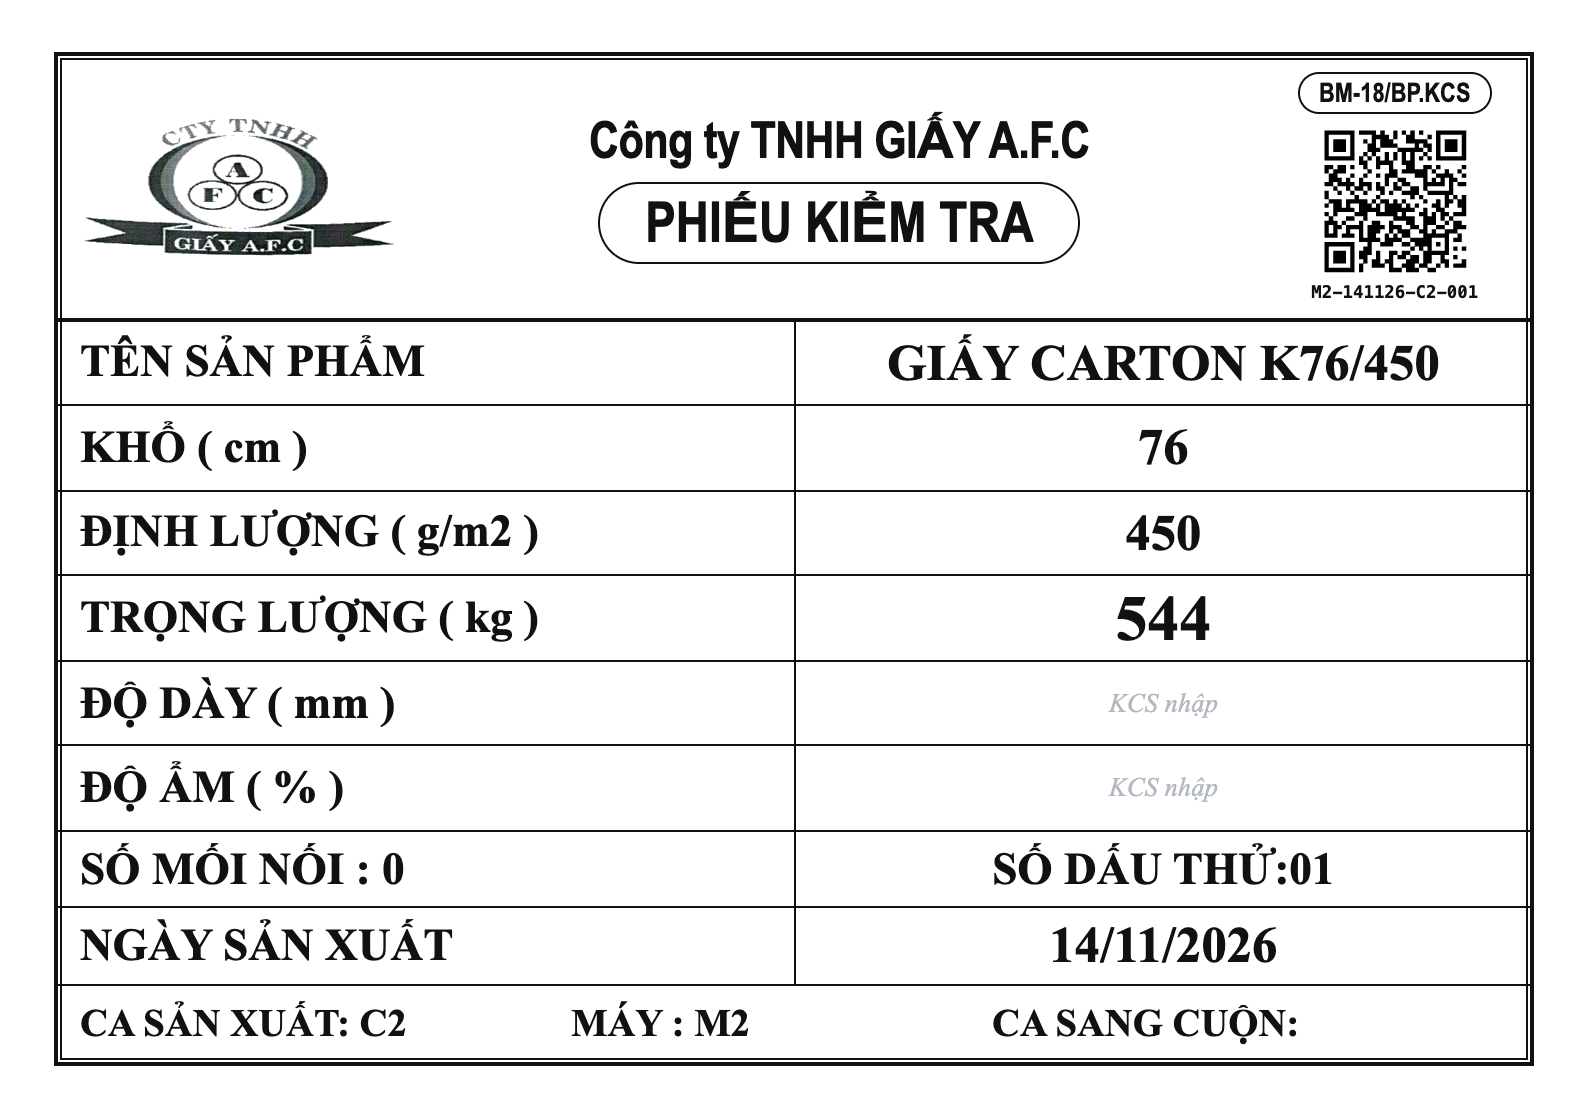 CTY TNHH
A
F C
GIẤY A.F.C
Công ty TNHH GIẤY A.F.C
PHIẾU KIỂM TRA
BM-18/BP.KCS
M2-141126-C2-001
TÊN SẢN PHẨM GIẤY CARTON K76/450
KHỔ ( cm ) 76
ĐỊNH LƯỢNG ( g/m2 ) 450
TRỌNG LƯỢNG ( kg ) 544
ĐỘ DÀY ( mm ) KCS nhập
ĐỘ ẨM ( % ) KCS nhập
SỐ MỐI NỐI : 0 SỐ DẤU THỬ:01
NGÀY SẢN XUẤT 14/11/2026
CA SẢN XUẤT: C2 MÁY : M2 CA SANG CUỘN: